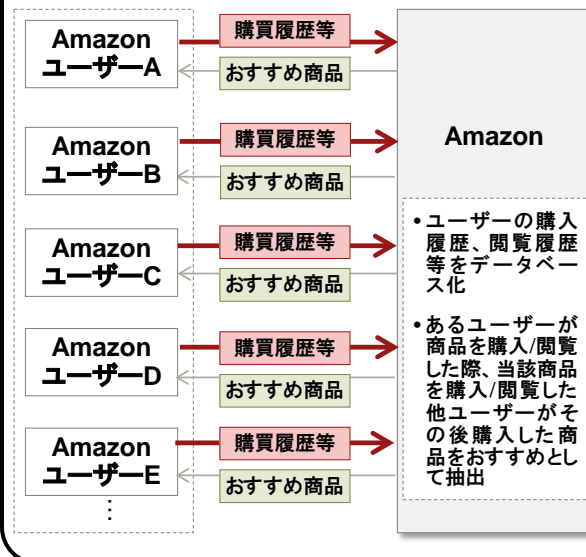 Amazon
ユーザーA
購買履歴等
おすすめ商品
Amazon
ユーザーB
購買履歴等
おすすめ商品
Amazon
ユーザーC
購買履歴等
おすすめ商品
Amazon
ユーザーD
購買履歴等
おすすめ商品
Amazon
ユーザーE
購買履歴等
おすすめ商品
⋮
Amazon
•ユーザーの購入
履歴、閲覧履歴
等をデータベー
ス化
•あるユーザーが
商品を購入/閲覧
した際、当該商品
を購入/閲覧した
他ユーザーがそ
の後購入した商
品をおすすめとし
て抽出